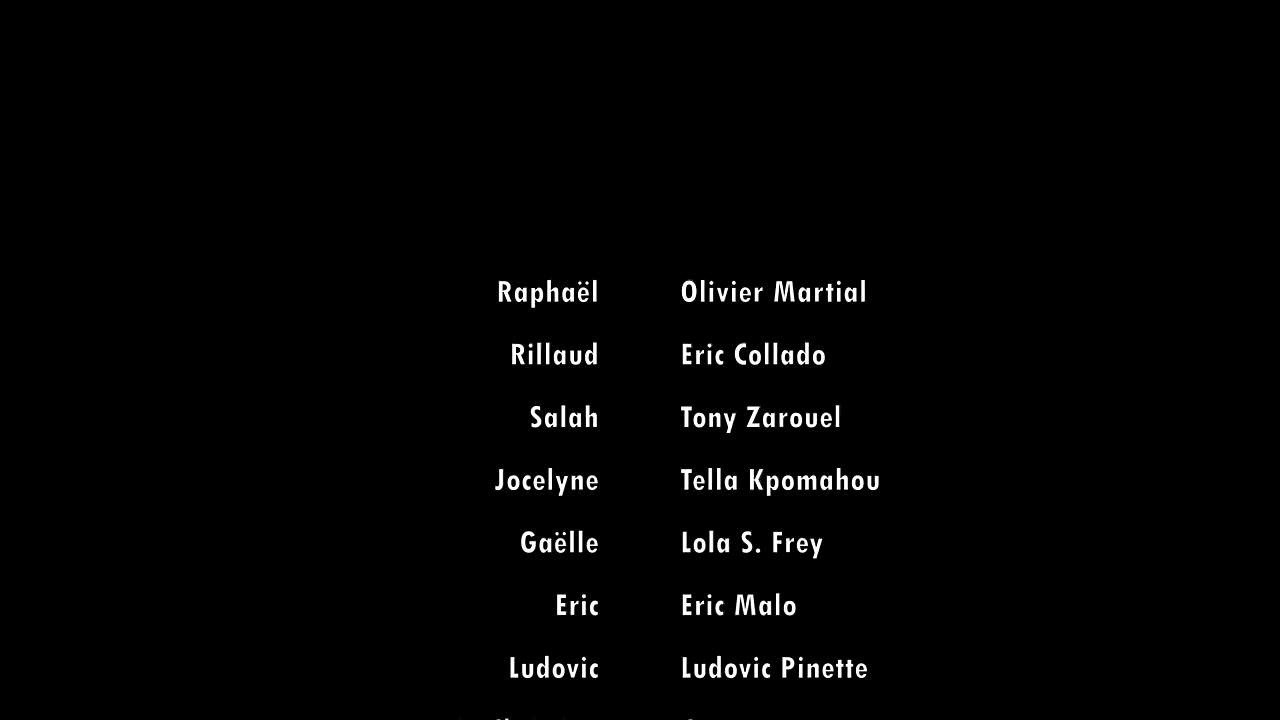 Raphaël Olivier Martial
Rillaud Eric Collado
Salah Tony Zarouel
Jocelyne Tella Kpomahou
Gaëlle Lola S. Frey
Eric Eric Malo
Ludovic Ludovic Pinette